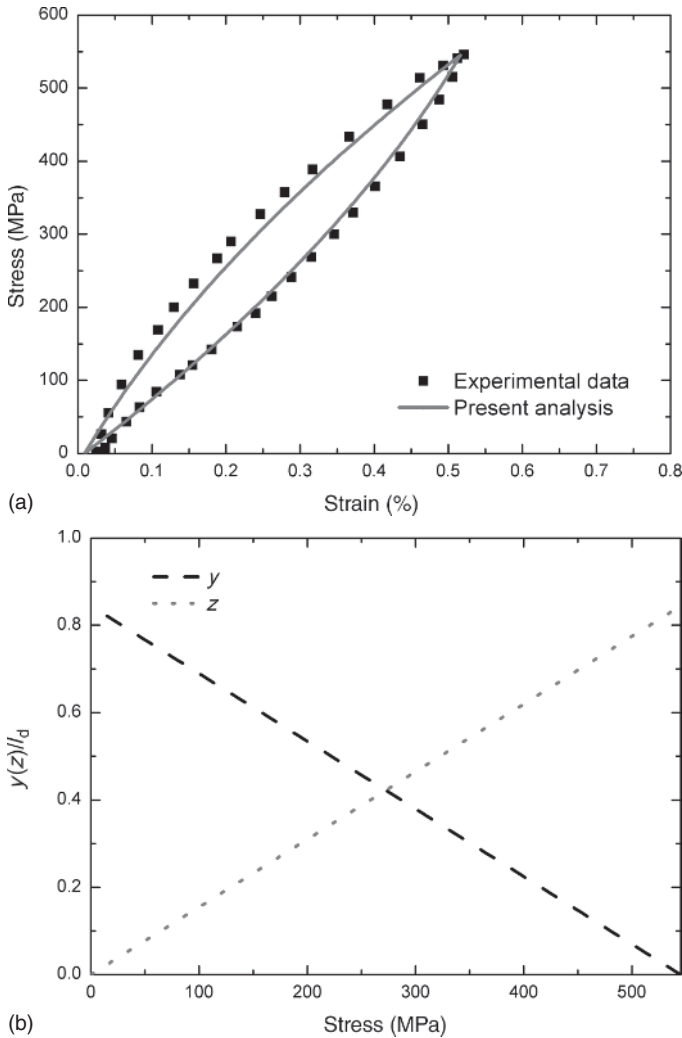 600
500
400
300
200
100
0
Stress (MPa)
Experimental data
Present analysis
0.0 0.1 0.2 0.3 0.4 0.5 0.6 0.7 0.8
(a)
Strain (%)
1.0
0.8
0.6
0.4
0.2
0.0
y(z)/l_d
y
z
0 100 200 300 400 500
(b)
Stress (MPa)